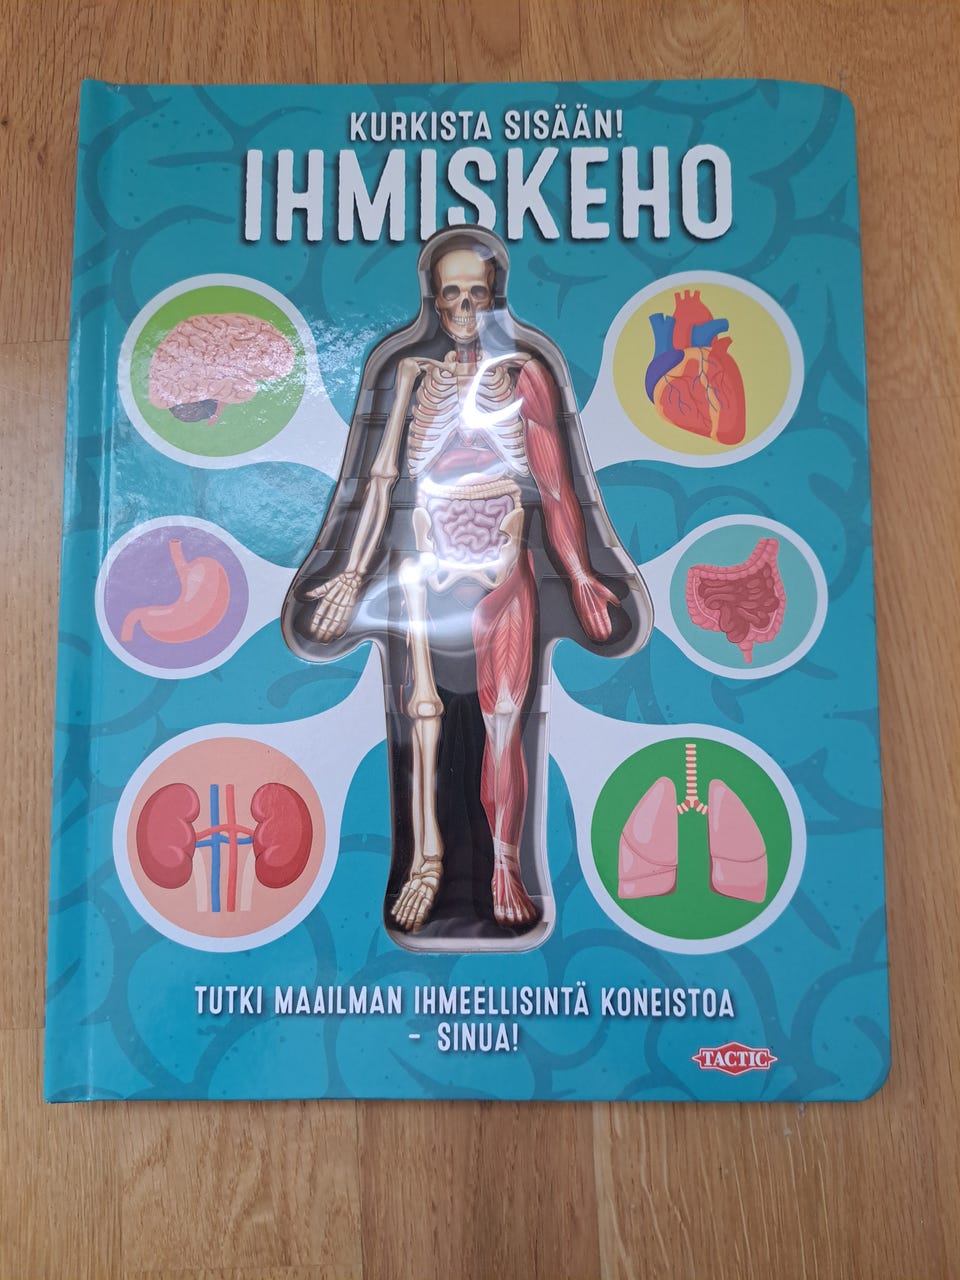 KURKISTA SISÄÄN!
IHMISKEHO
TUTKI MAAILMAN IHMEELLISINTÄ KONEISTOA
- SINUA!
TACTIC